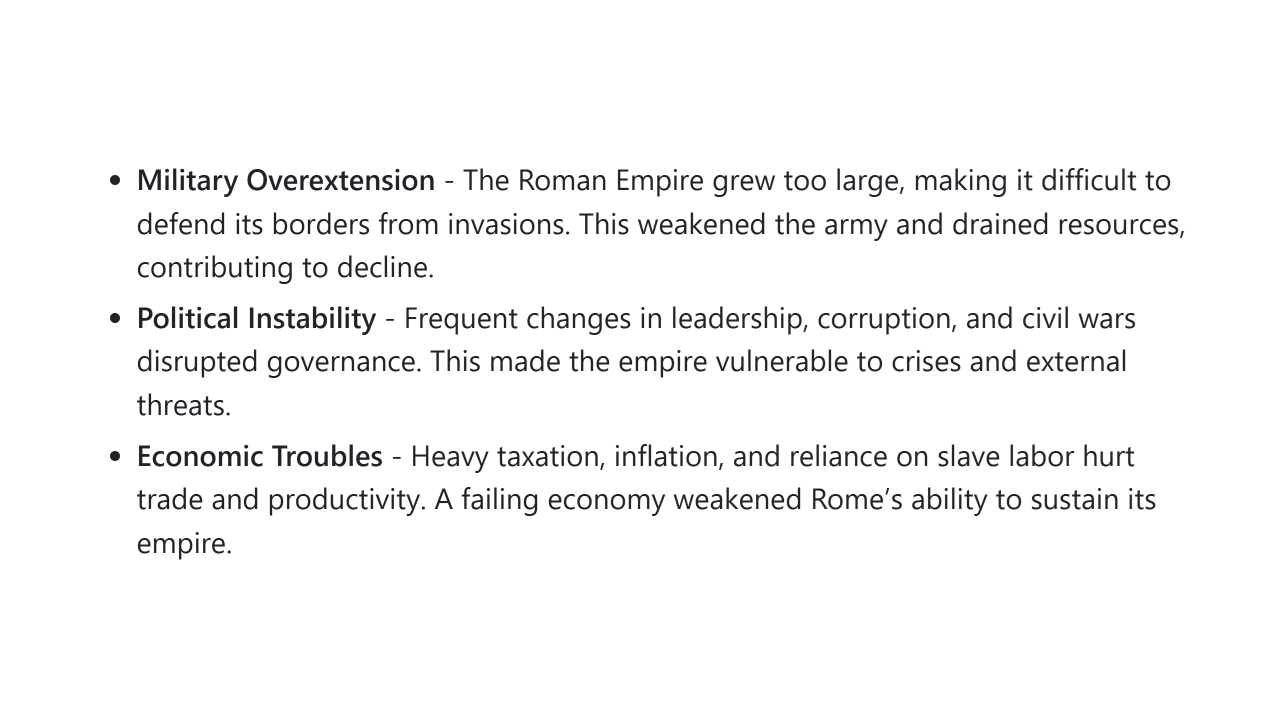 • Military Overextension - The Roman Empire grew too large, making it difficult to
defend its borders from invasions. This weakened the army and drained resources,
contributing to decline.
• Political Instability - Frequent changes in leadership, corruption, and civil wars
disrupted governance. This made the empire vulnerable to crises and external
threats.
• Economic Troubles - Heavy taxation, inflation, and reliance on slave labor hurt
trade and productivity. A failing economy weakened Rome’s ability to sustain its
empire.